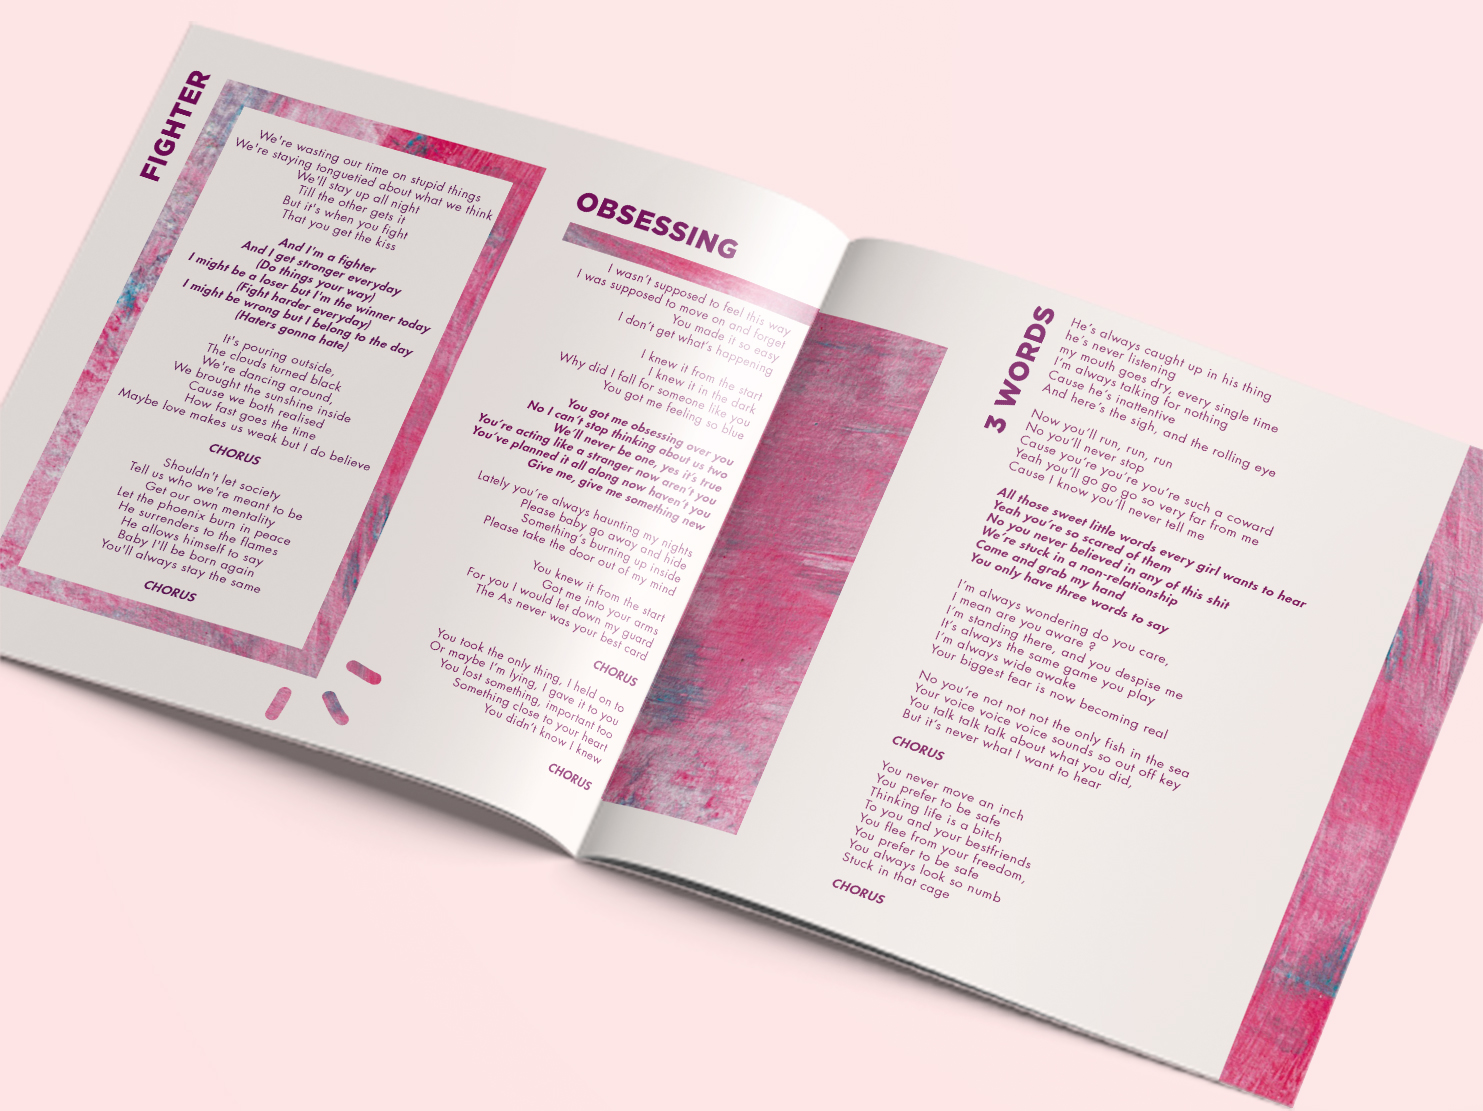 FIGHTER
We're wasting our time on stupid things
We're staying tonguetied about what we think
We'll stay up all night
Till the other gets it
But it's when you fight
That you get the kiss
And I'm a fighter
And I get stronger everyday
(Do things your way)
I might be a loser but I'm the winner today
(Fight harder everyday)
I might be wrong but I belong to the day
(Haters gonna hate)
It's pouring outside,
The clouds turned black
We're dancing around,
We brought the sunshine inside
Cause we both realised
How fast goes the time
Maybe love makes us weak but I do believe
CHORUS
Shouldn't let society
Tell us who we're meant to be
Get our own mentality
Let the phoenix burn in peace
He surrenders to the flames
He allows himself to say
Baby I'll be born again
You'll always stay the same
CHORUS
OBSESSING
I wasn't supposed to feel this way
I was supposed to move on and forget
You made it so easy
I don't get what's happening
I knew it from the start
I knew it in the dark
Why did I fall for someone like you
You got me feeling so blue
You got me obsessing over you
No I can't stop thinking about us two
We'll never be one, yes it's true
You're acting like a stranger now aren't you
You've planned it all along now haven't you
Give me, give me something new
Lately you're always haunting my nights
Please baby go away and hide
Something's burning up inside
Please take the door out of my mind
You knew it from the start
Got me into your arms
For you I would let down my guard
The As never was your best card
CHORUS
You took the only thing, I held on to
Or maybe I'm lying, I gave it to you
You lost something, important too
Something close to your heart
You didn't know I knew
CHORUS
3 WORDS
He's always caught up in his thing
he's never listening
my mouth goes dry, every single time
I'm always talking for nothing
Cause he's inattentive
And here's the sigh, and the rolling eye
Now you'll run, run, run
No you'll never stop
Cause you're you're you're such a coward
Yeah you'll go go go so very far from me
Cause I know you'll never tell me
All those sweet little words every girl wants to hear
Yeah you're so scared of them
No you never believed in any of this shit
We're stuck in a non-relationship
Come and grab my hand
You only have three words to say
I'm always wondering do you care,
I mean are you aware ?
I'm standing there, and you despise me
It's always the same game you play
I'm always wide awake
Your biggest fear is now becoming real
No you're not not not the only fish in the sea
Your voice voice voice sounds so out off key
You talk talk talk about what you did,
But it's never what I want to hear
CHORUS
You never move an inch
You prefer to be safe
Thinking life is a bitch
To you and your bestfriends
You flee from your freedom,
You prefer to be safe
You always look so numb
Stuck in that cage
CHORUS